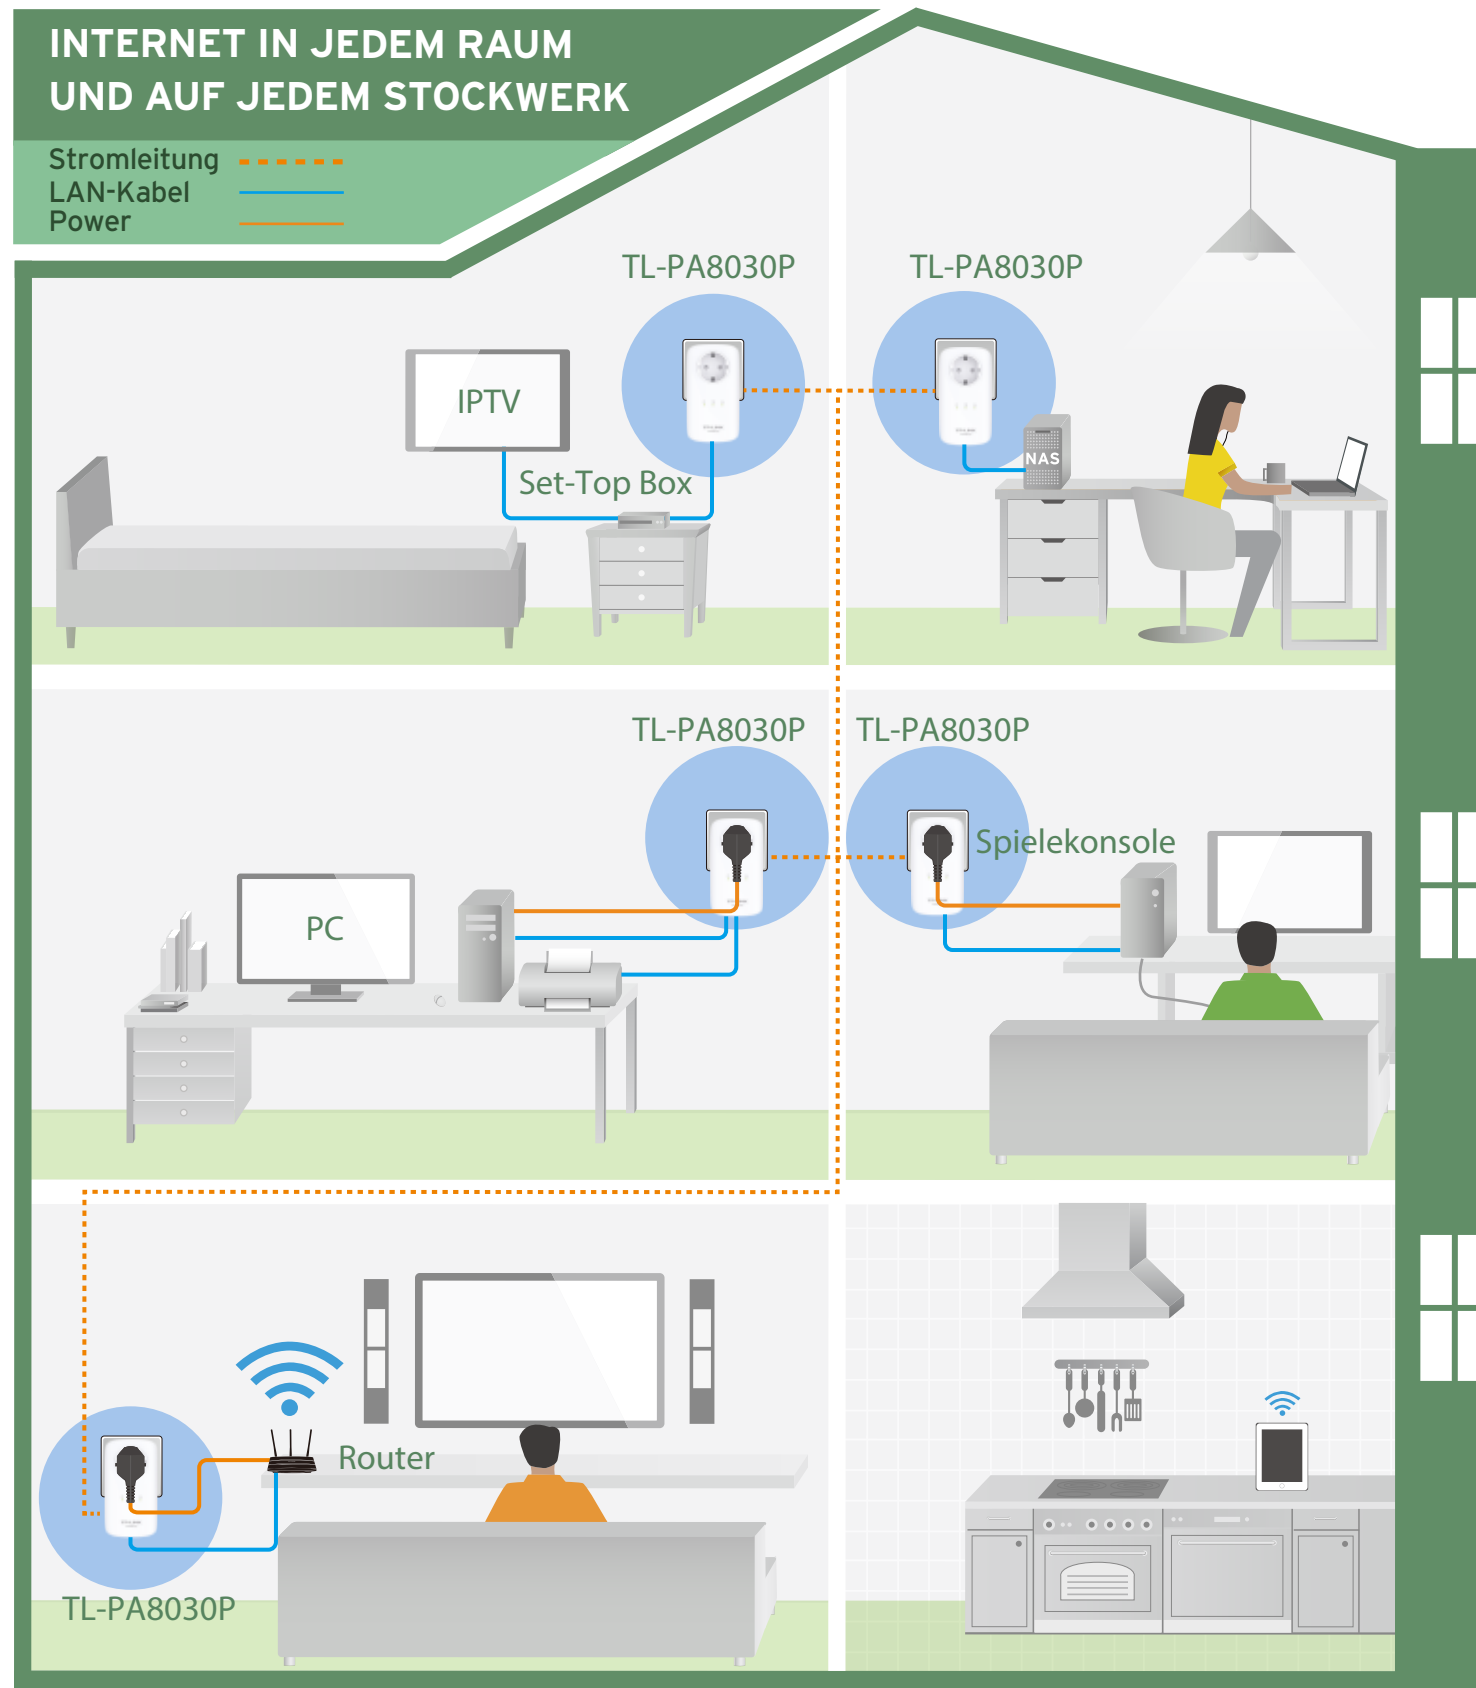 INTERNET IN JEDEM RAUM
UND AUF JEDEM STOCKWERK
Stromleitung
LAN-Kabel
Power
TL-PA8030P
TL-PA8030P
IPTV
Set-Top Box
NAS
TL-PA8030P
TL-PA8030P
Spielekonsole
PC
Router
TL-PA8030P